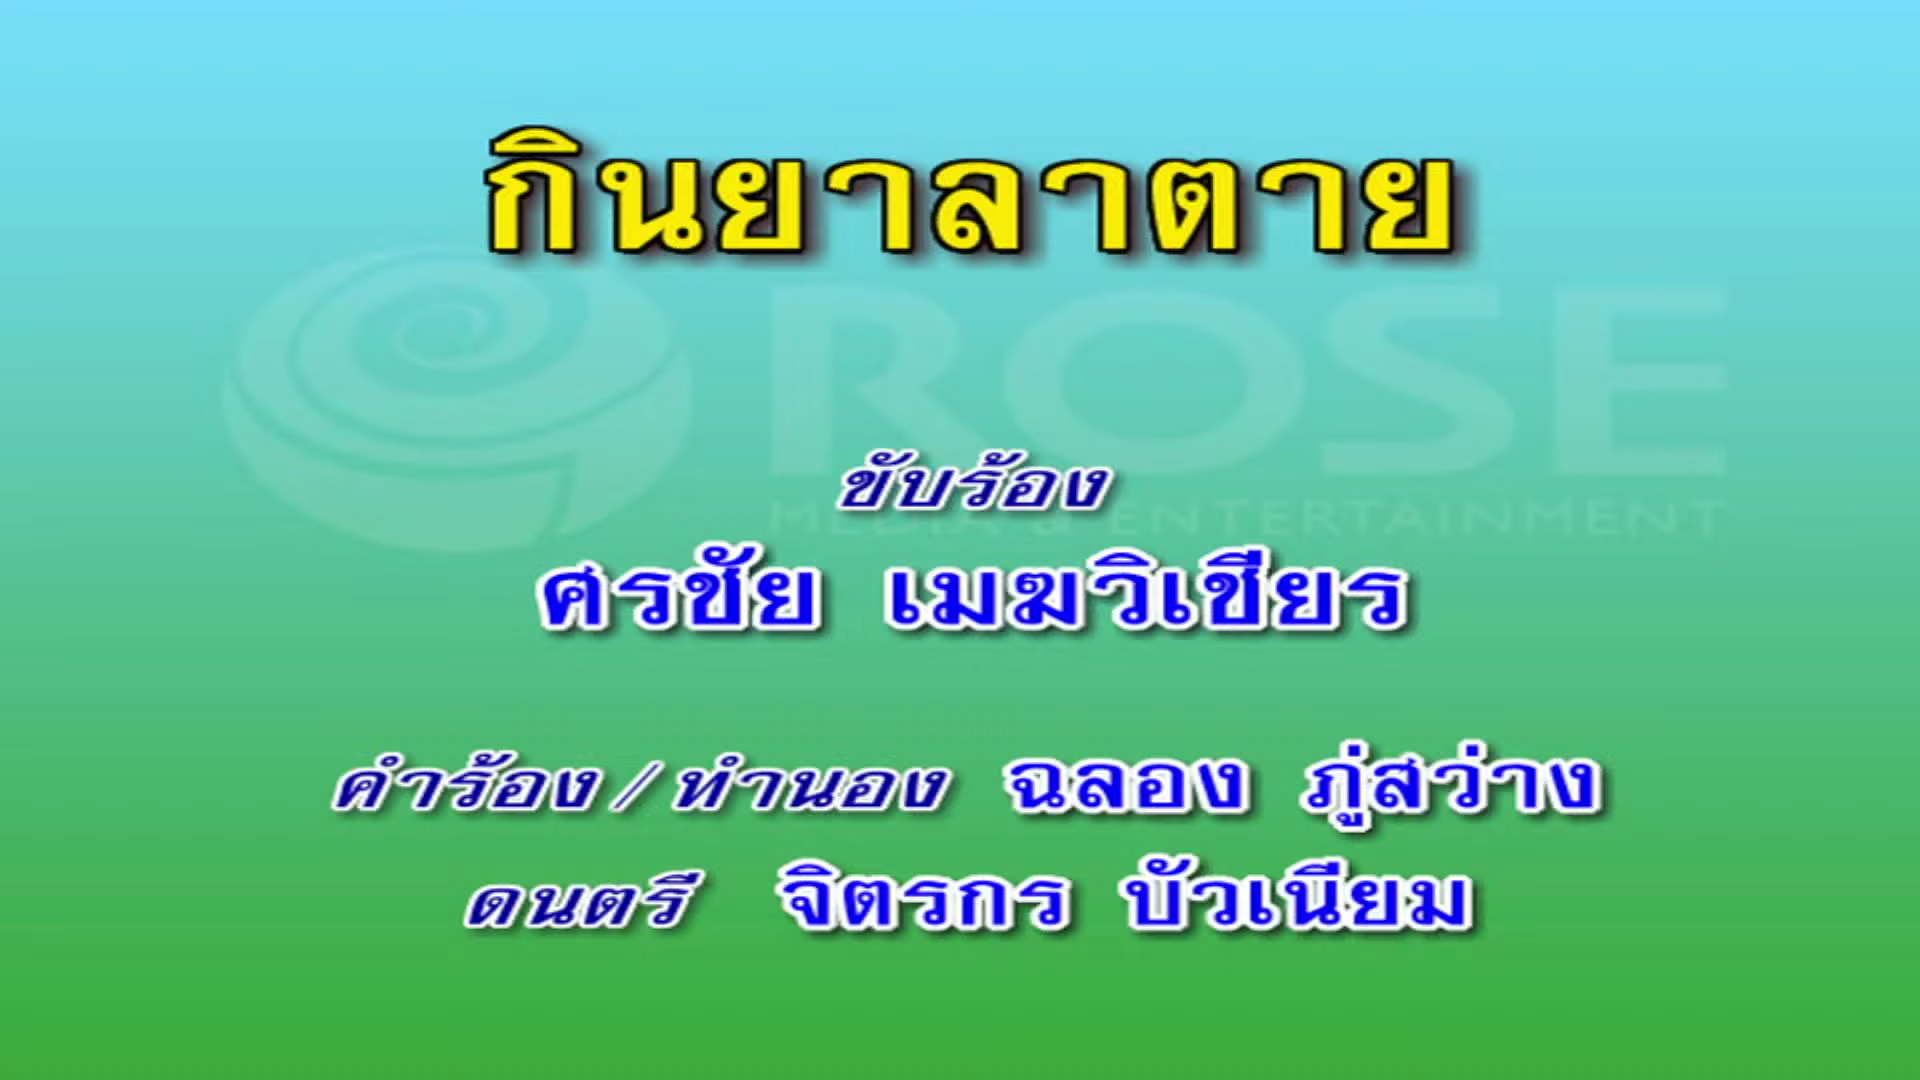 กินยาลาตาย
ROSE
MEDIA & ENTERTAINMENT
ขับร้อง
ศรชัย เมฆวิเชียร
คำร้อง / ทำนอง ฉลอง ภู่สว่าง
ดนตรี จิตรกร บัวเนียม